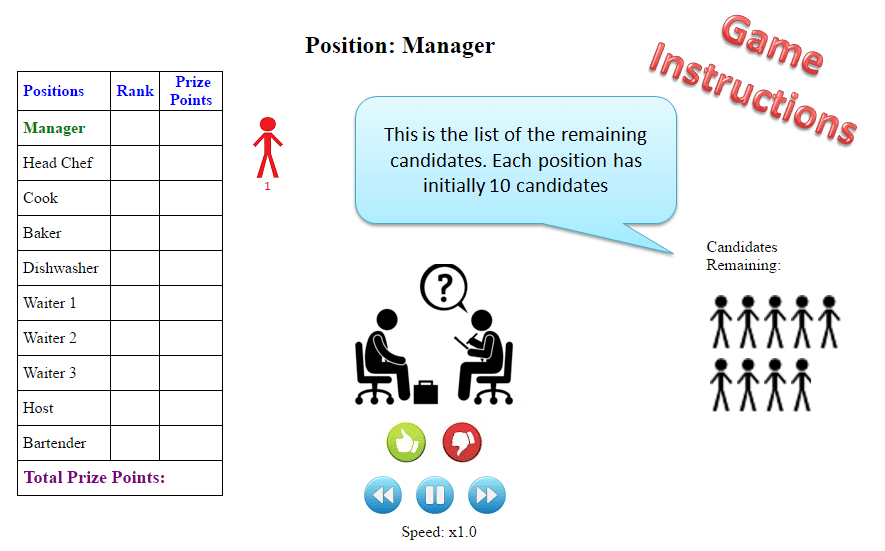 Position: Manager
Game
Instructions
Positions Rank Prize Points
Manager
Head Chef
Cook
Baker
Dishwasher
Waiter 1
Waiter 2
Waiter 3
Host
Bartender
Total Prize Points:
1
This is the list of the remaining
candidates. Each position has
initially 10 candidates
Candidates
Remaining:
?
Speed: x1.0